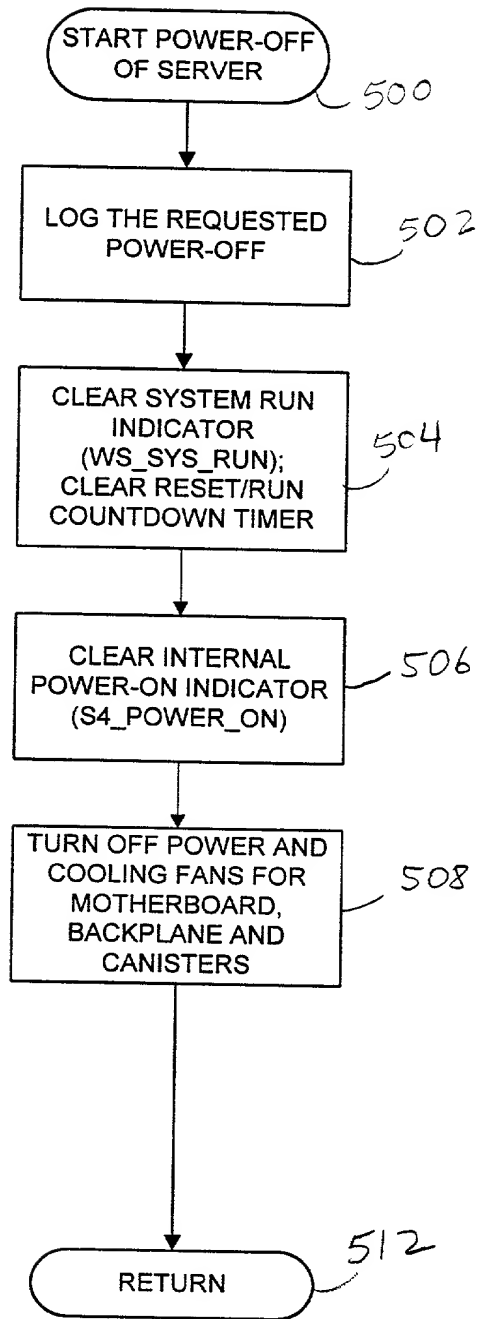 START POWER-OFF
OF SERVER
500
LOG THE REQUESTED
POWER-OFF
502
CLEAR SYSTEM RUN
INDICATOR
(WS_SYS_RUN);
CLEAR RESET/RUN
COUNTDOWN TIMER
504
CLEAR INTERNAL
POWER-ON INDICATOR
(S4_POWER_ON)
506
TURN OFF POWER AND
COOLING FANS FOR
MOTHERBOARD,
BACKPLANE AND
CANISTERS
508
RETURN
512